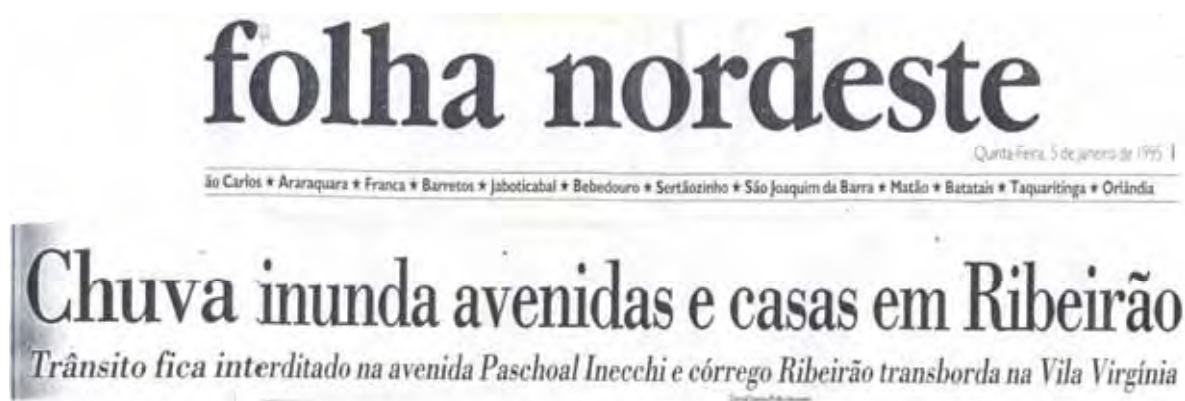 folha nordeste
Quinta-Feira, 5 de janeiro de 1995 1
ão Carlos ★ Araraquara ★ Franca ★ Barretos ★ Jaboticabal ★ Bebedouro ★ Sertãozinho ★ São Joaquim da Barra ★ Matão ★ Batatais ★ Taquaritinga ★ Orlândia
Chuva inunda avenidas e casas em Ribeirão
Trânsito fica interditado na avenida Paschoal Inecchi e córrego Ribeirão transborda na Vila Virgínia